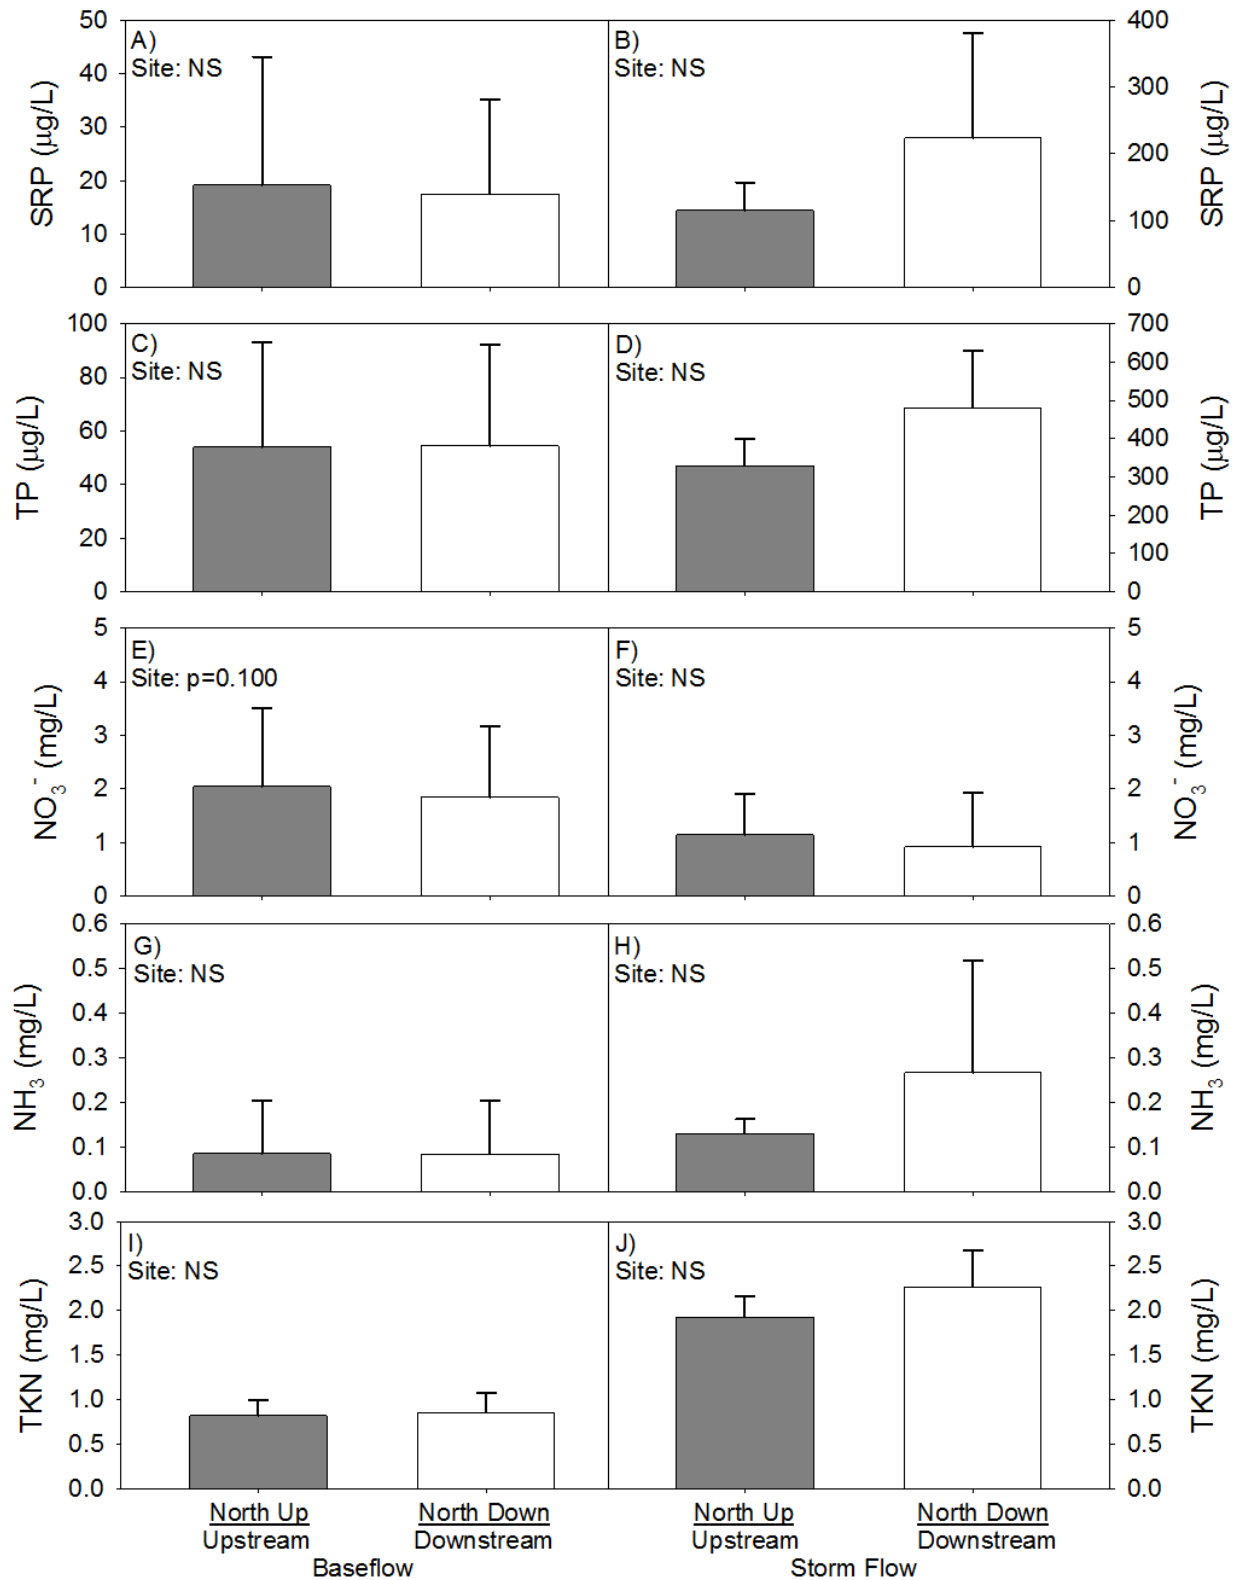 SRP (µg/L)
50
40
30
20
10
0
A)
Site: NS
B)
Site: NS
400
300
200
100
0
SRP (µg/L)
TP (µg/L)
100
80
60
40
20
0
C)
Site: NS
D)
Site: NS
700
600
500
400
300
200
100
0
TP (µg/L)
NO₃⁻ (mg/L)
5
4
3
2
1
0
E)
Site: p=0.100
F)
Site: NS
5
4
3
2
1
0
NO₃⁻ (mg/L)
NH₃ (mg/L)
0.6
0.5
0.4
0.3
0.2
0.1
0.0
G)
Site: NS
H)
Site: NS
0.6
0.5
0.4
0.3
0.2
0.1
0.0
NH₃ (mg/L)
TKN (mg/L)
3.0
2.5
2.0
1.5
1.0
0.5
0.0
I)
Site: NS
J)
Site: NS
3.0
2.5
2.0
1.5
1.0
0.5
0.0
TKN (mg/L)
North Up
Upstream
North Down
Downstream
Baseflow
North Up
Upstream
North Down
Downstream
Storm Flow